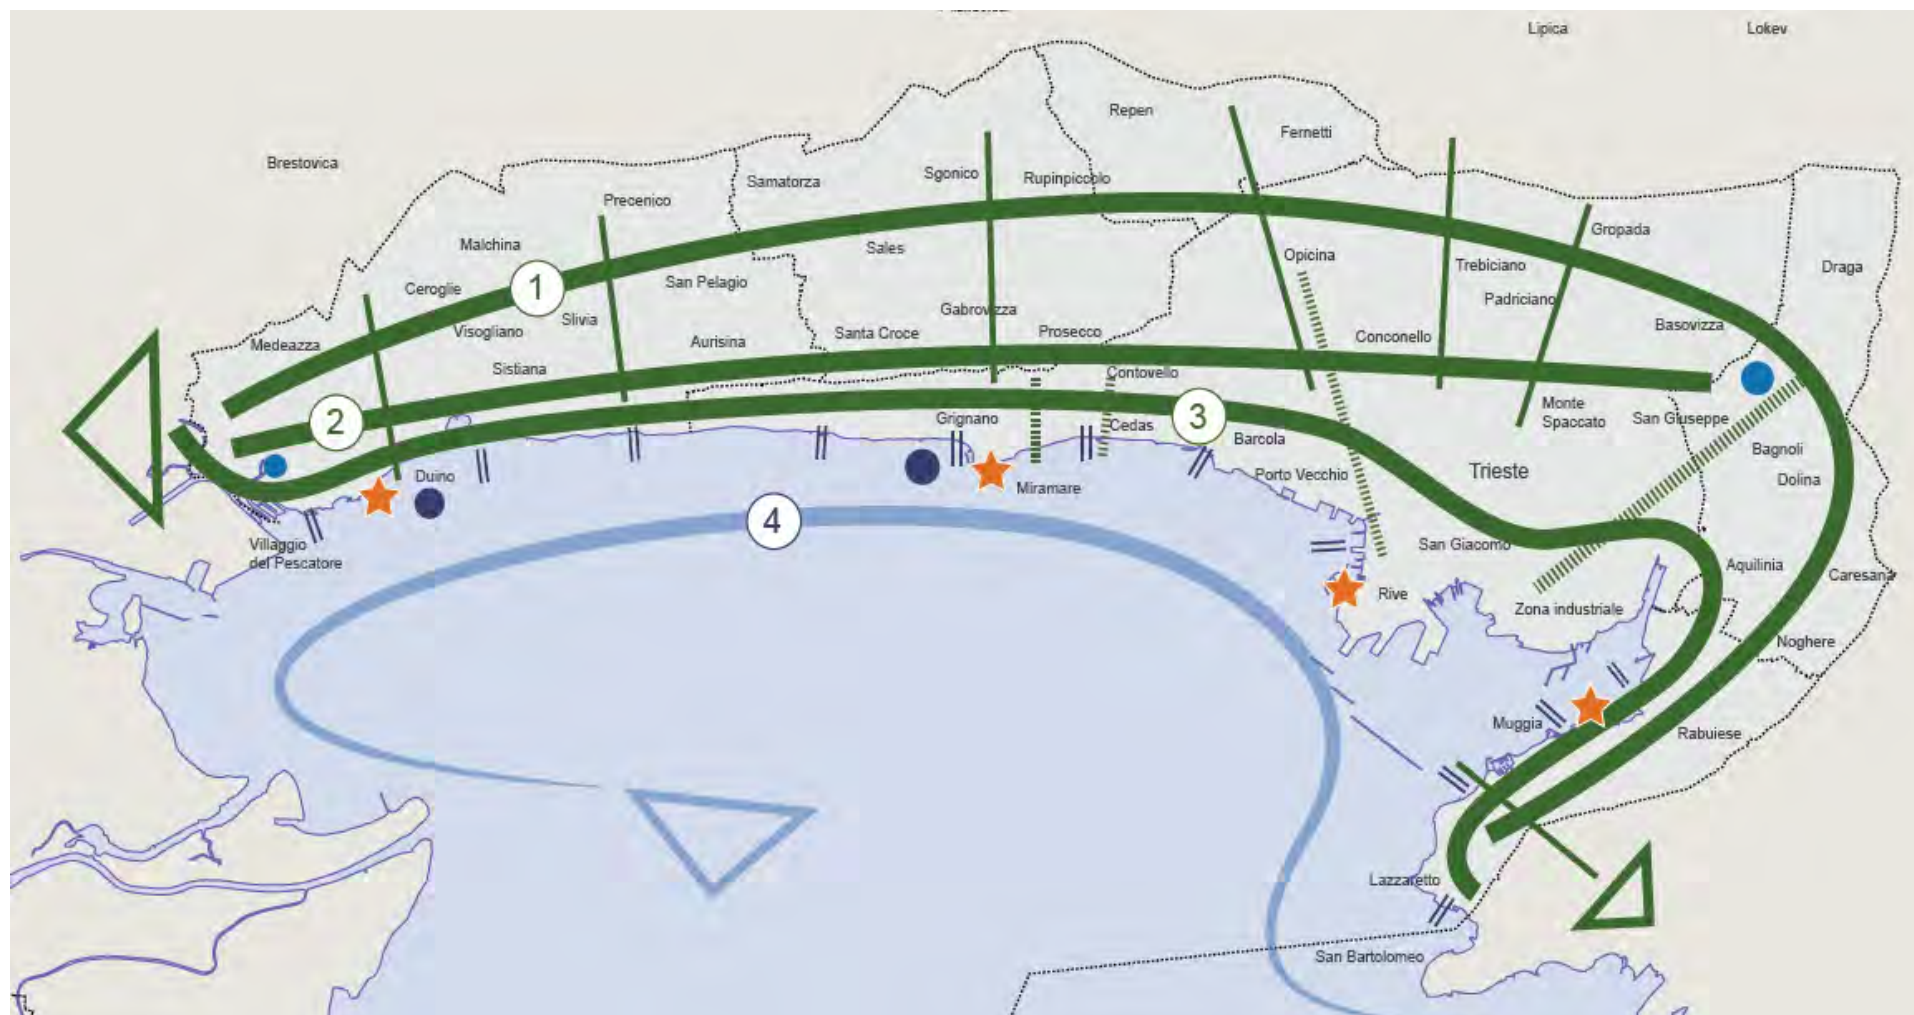 Lipica
Lokev
Repen
Fernetti
Brestovica
Samatorza
Sgonico
Rupinpiccolo
Precenico
Gropada
Malchina
Sales
Opicina
Trebiciano
Draga
Ceroglie
1
San Pelagio
Padriciano
Gabrovizza
Slivia
Basovizza
Visogliano
Santa Croce
Prosecco
Conconello
Medeazza
Aurisina
Sistiana
Contovello
Monte
Spaccato
San Giuseppe
2
3
Grignano
Cedas
Barcola
Bagnoli
Trieste
Porto Vecchio
Duino
Dolina
Miramare
4
Villaggio
del Pescatore
San Giacomo
Aquilinia
Caresana
Rive
Zona industriale
Noghere
Muggia
Rabuiese
Lazzaretto
San Bartolomeo